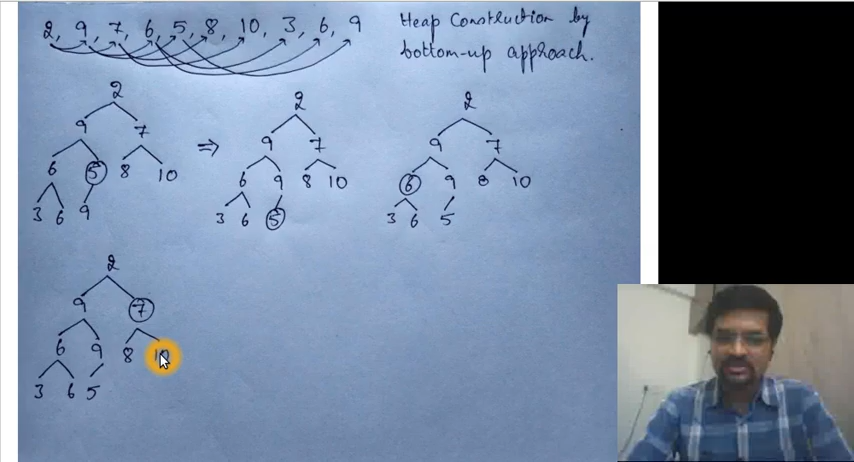 2, 9, 7, 6, 5, 8, 10, 3, 6, 9
Heap Construction by
bottom-up approach.
2
9 7
6 5 8 10
3 6 9
⇒
2
9 7
6 9 8 10
3 6 5
2
9 7
6 9 8 10
3 6 5
2
9 7
6 9 8 10
3 6 5